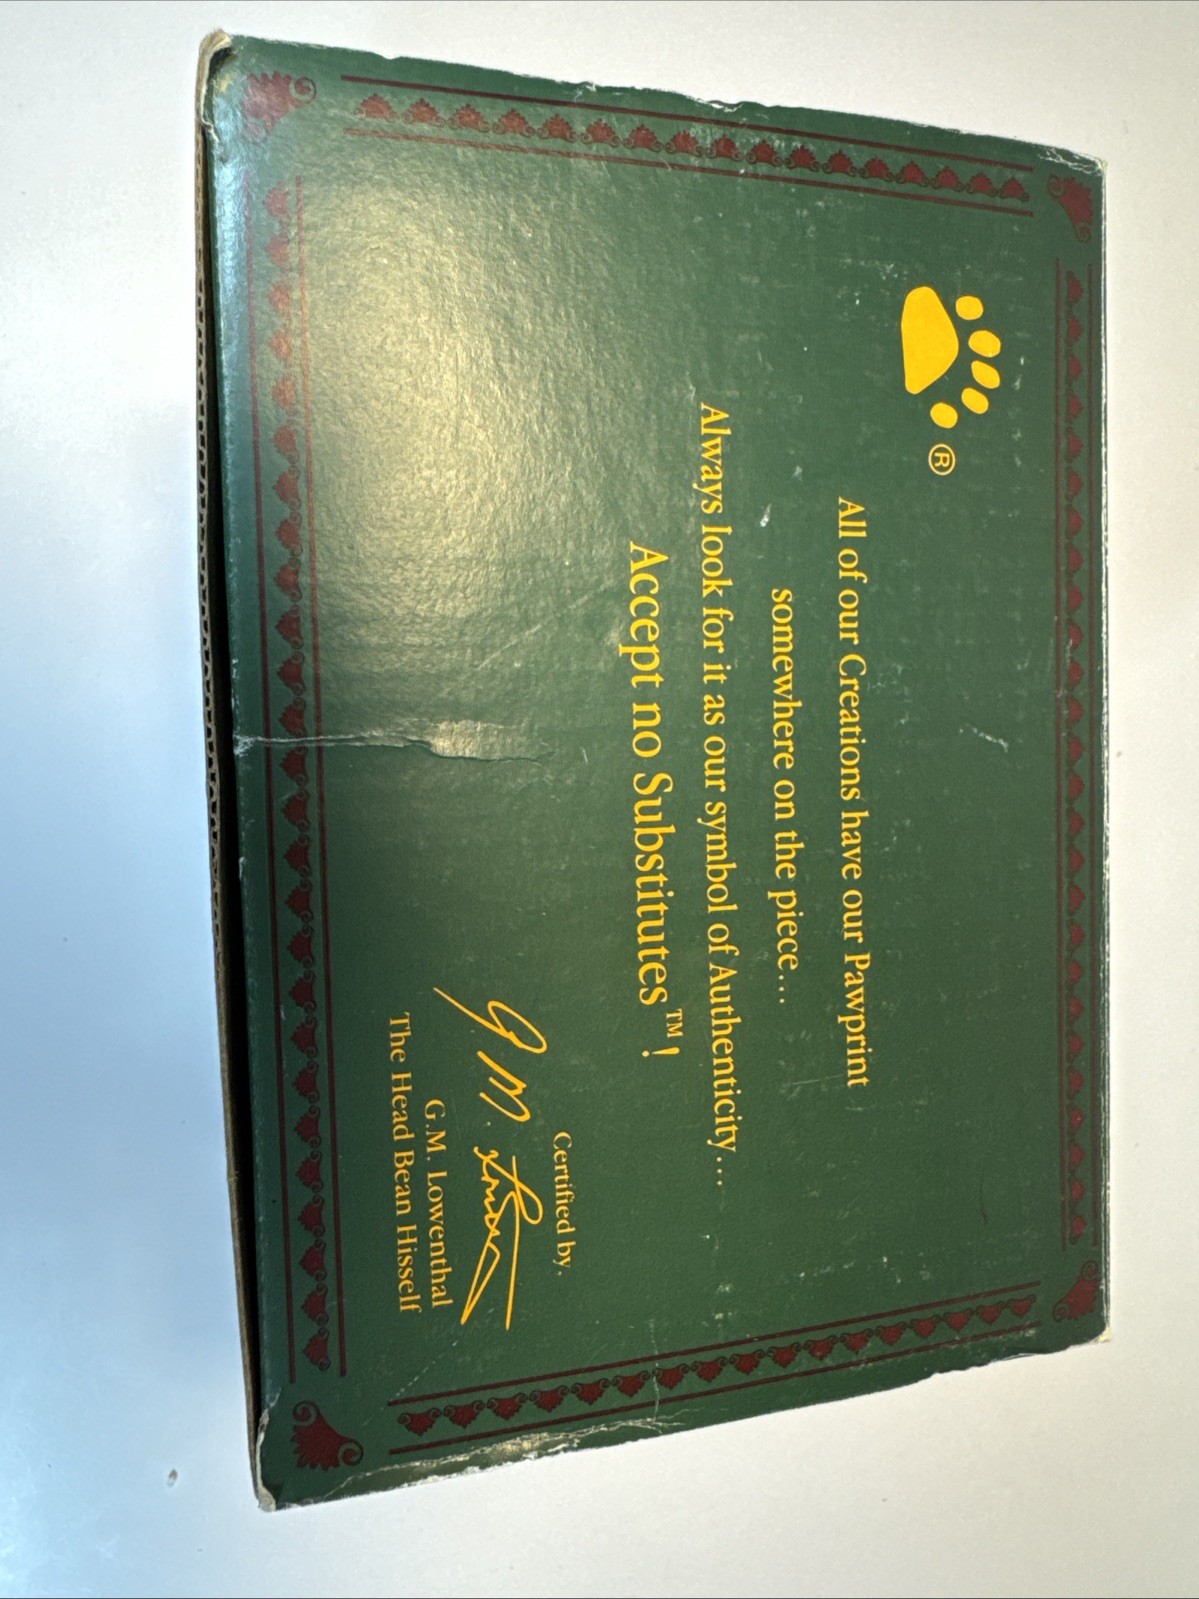 ®
All of our Creations have our Pawprint
somewhere on the piece...
Always look for it as our symbol of Authenticity...
Accept no Substitutes™!
Certified by,
G.M. Lowenthal
G.M. Lowenthal
The Head Bean Hisself